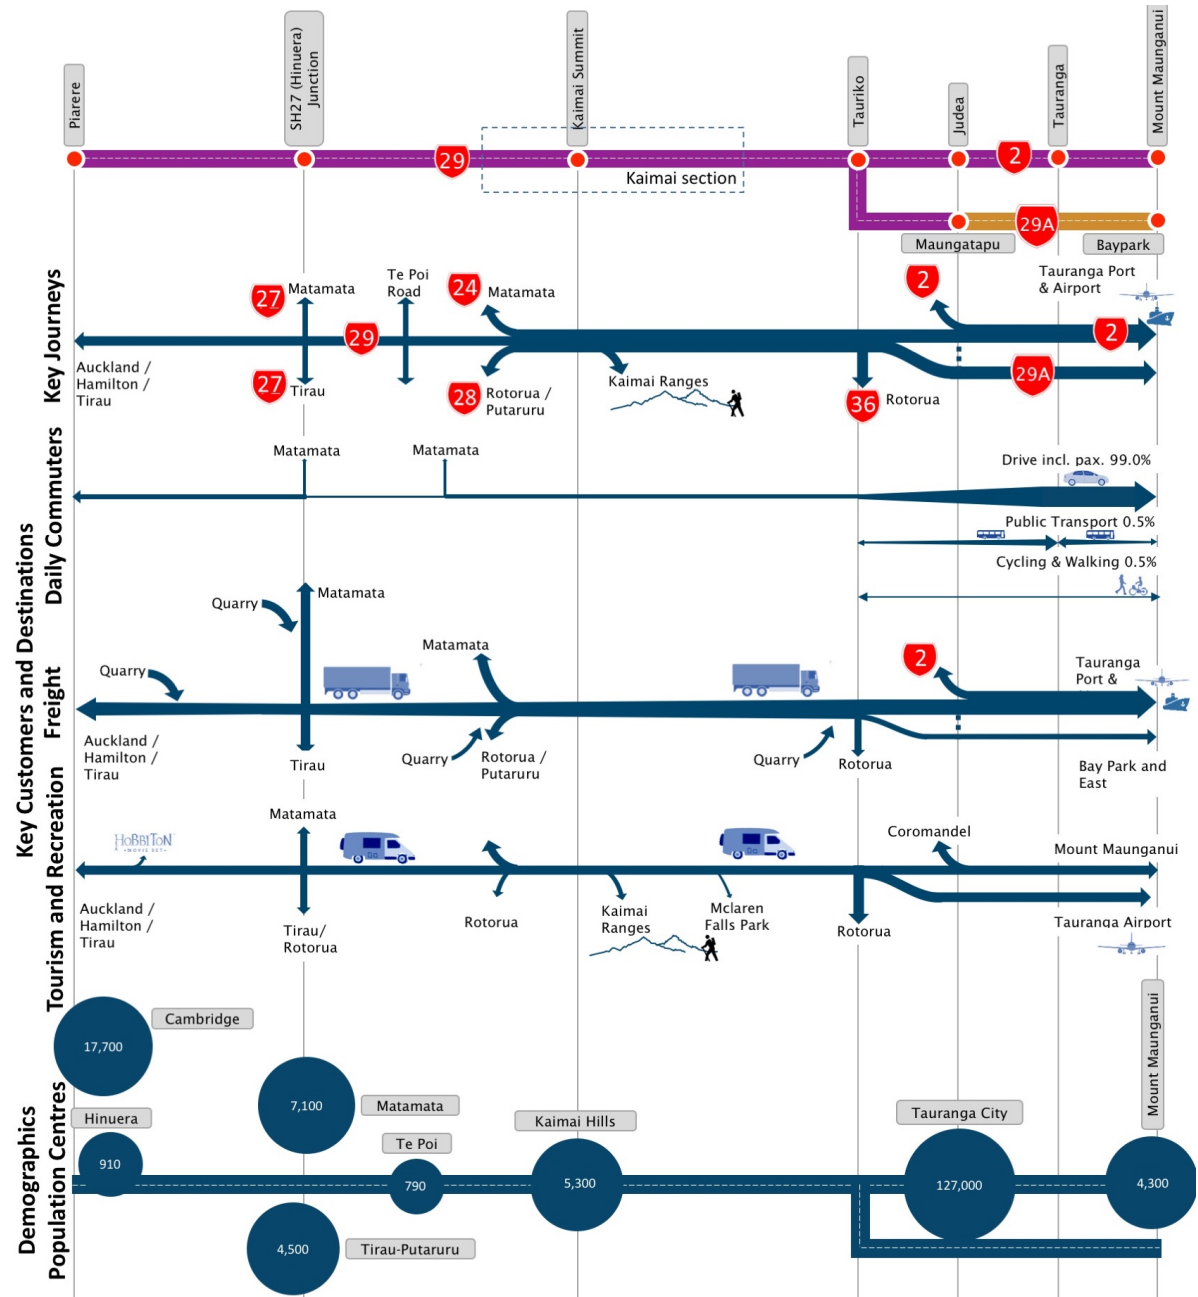 Piarere
SH27 (Hinuera)
Junction
Kaimai Summit
Tauriko
Judea
Tauranga
Mount Maunganui
29
2
Kaimai section
29A
Maungatapu
Baypark
Key Customers and Destinations
Key Journeys
27
Matamata
Te Poi
Road
24
Matamata
2
Tauranga Port
& Airport
29
2
Auckland /
Hamilton /
Tirau
27
Tirau
28
Rotorua /
Putaruru
Kaimai Ranges
36
Rotorua
29A
Daily Commuters
Matamata
Matamata
Drive incl. pax. 99.0%
Public Transport 0.5%
Cycling & Walking 0.5%
Freight
Quarry
Matamata
Quarry
Matamata
2
Tauranga
Port &
Auckland /
Hamilton /
Tirau
Tirau
Quarry
Rotorua /
Putaruru
Quarry
Rotorua
Bay Park and
East
Tourism and Recreation
HOBBITON
MOVIE SET
Matamata
Coromandel
Mount Maunganui
Auckland /
Hamilton /
Tirau
Tirau/
Rotorua
Rotorua
Kaimai
Ranges
Mclaren
Falls Park
Rotorua
Tauranga Airport
Demographics
Population Centres
Cambridge
17,700
Hinuera
910
7,100
Matamata
Te Poi
790
Kaimai Hills
5,300
Tauranga City
127,000
Mount Maunganui
4,300
4,500
Tirau-Putaruru